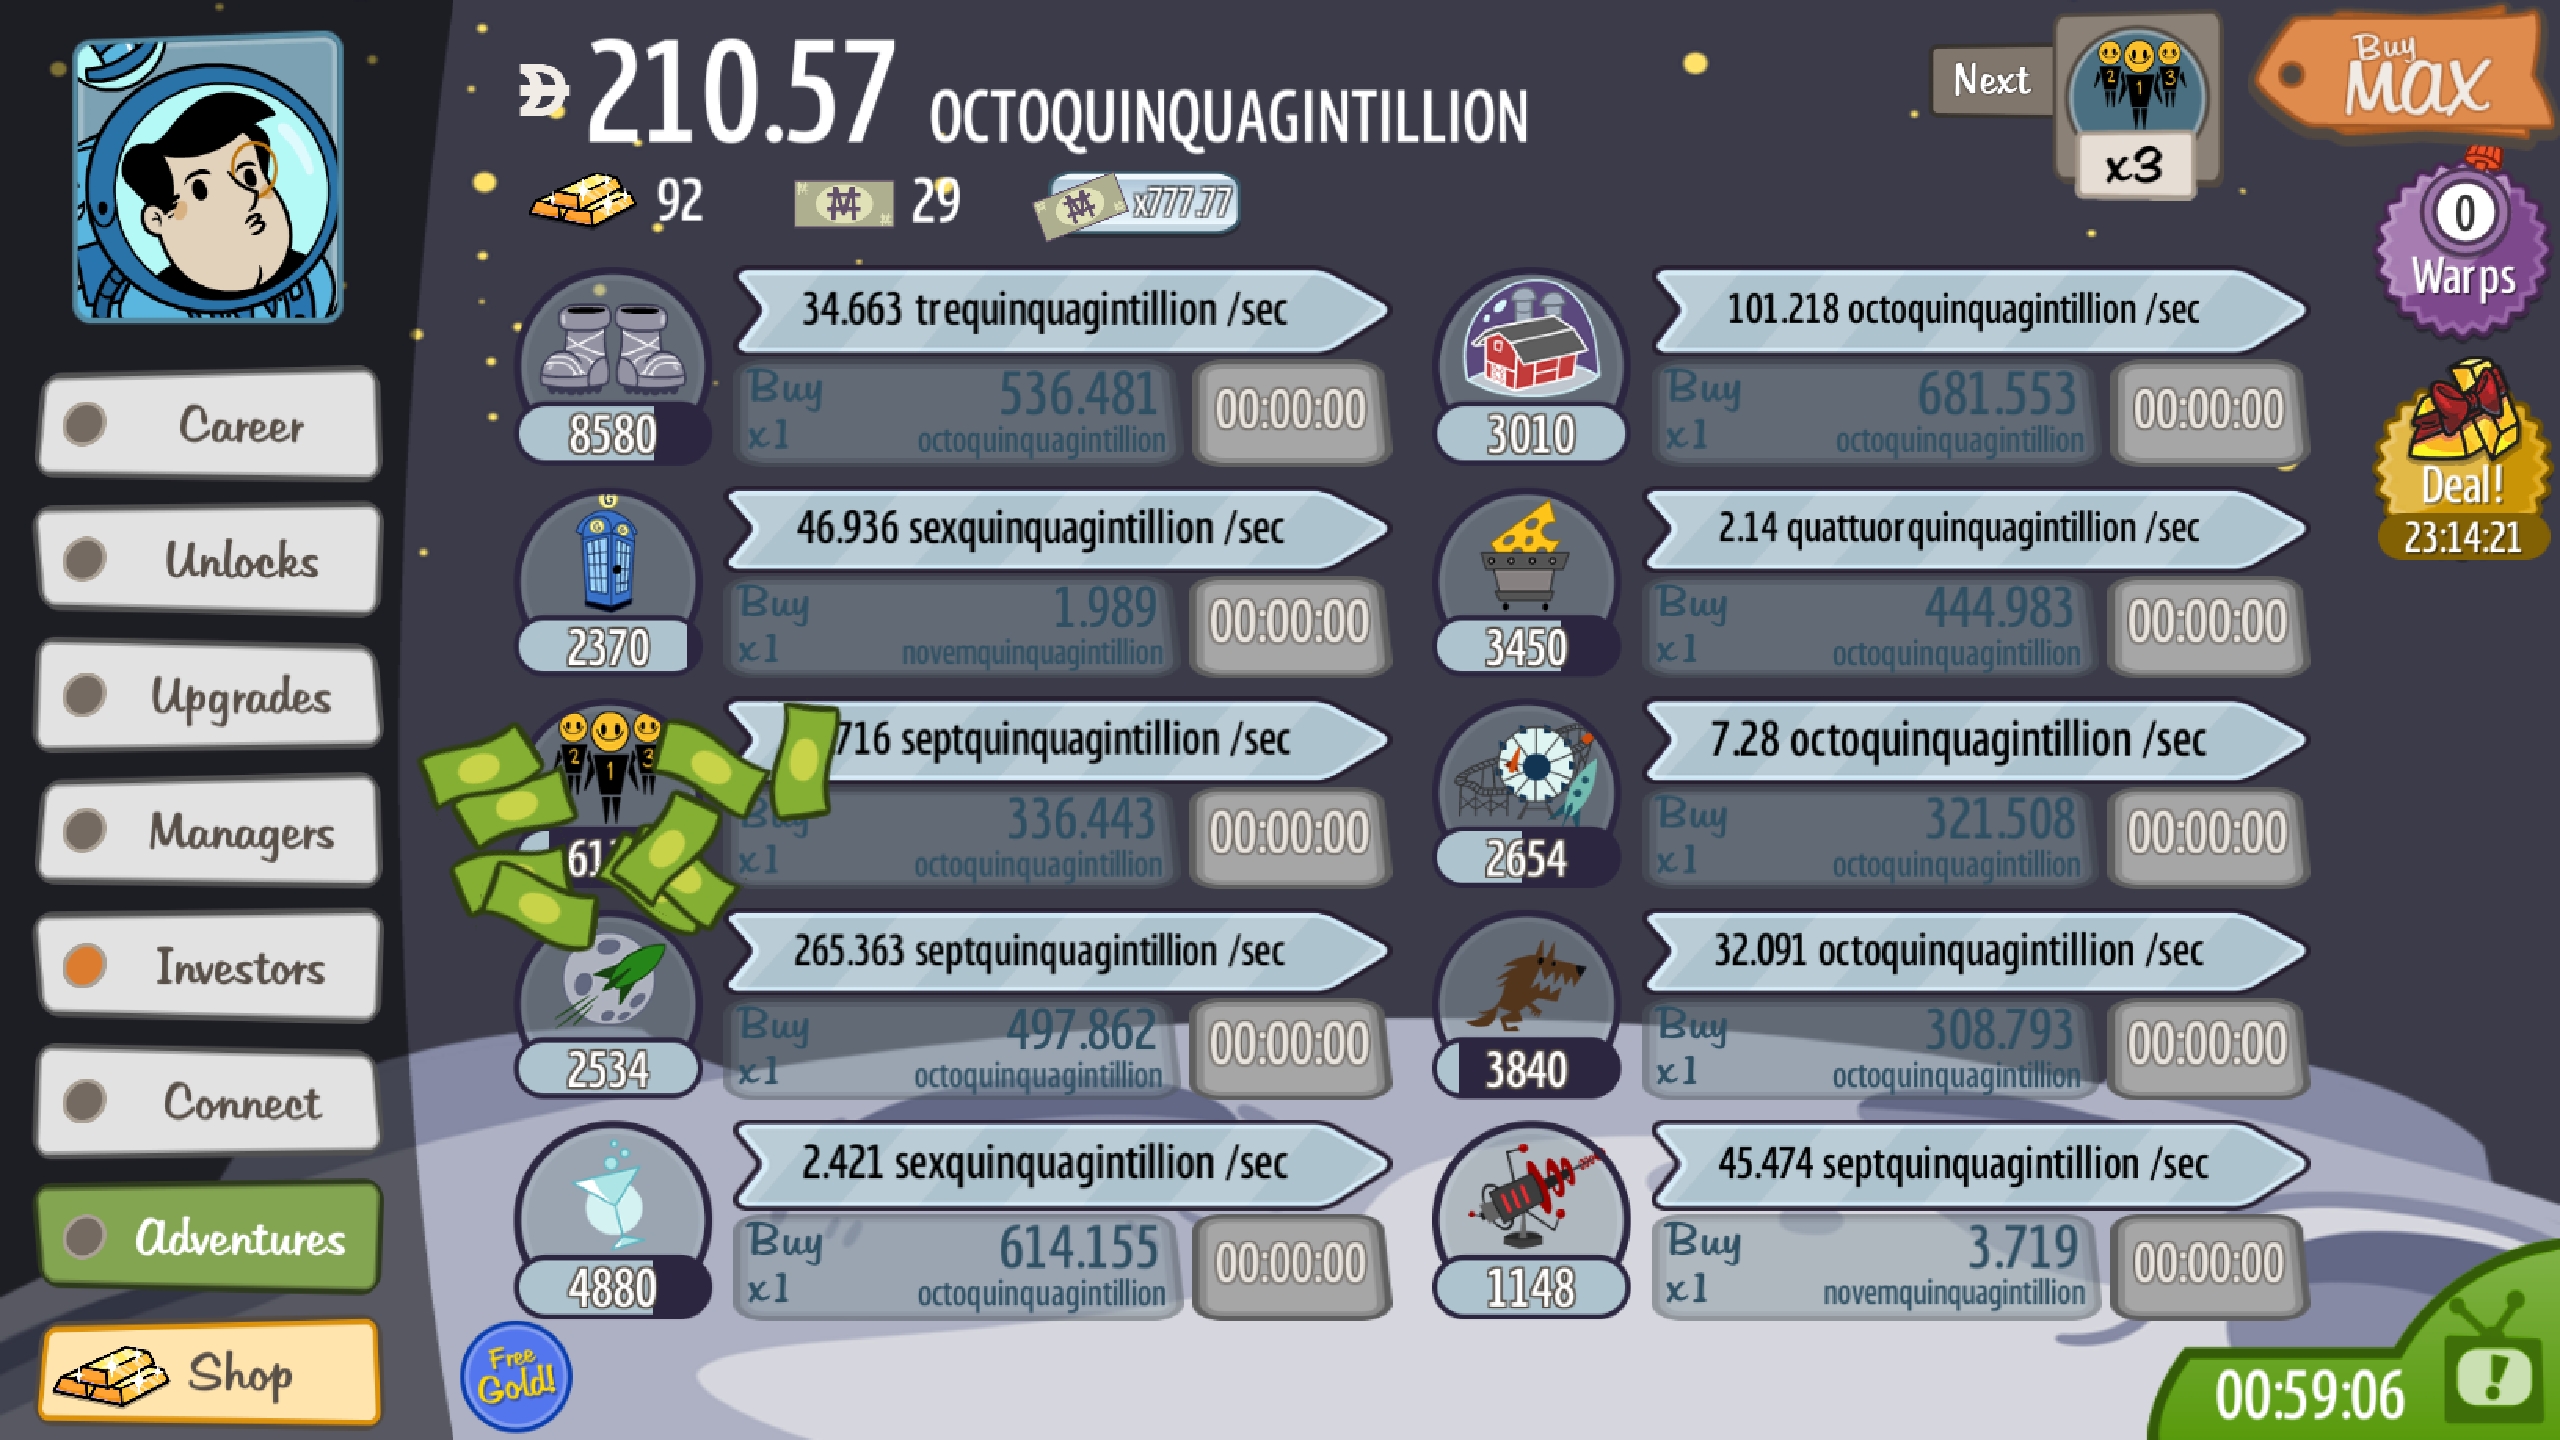 210.57 OCTOQUINQUAGINTILLION
92
29
x777.77
Next
x3
Buy
MAX
0
Warps
Deal!
23:14:21
Career
Unlocks
Upgrades
Managers
Investors
Connect
Adventures
Shop
34.663 trequinquagintillion /sec
8580
Buy
x1
536.481
octoquinquagintillion
00:00:00
46.936 sexquinquagintillion /sec
2370
Buy
x1
1.989
novemquinquagintillion
00:00:00
2 1 3
716 septquinquagintillion /sec
Buy
x1
336.443
octoquinquagintillion
00:00:00
265.363 septquinquagintillion /sec
2534
Buy
x1
497.862
octoquinquagintillion
00:00:00
2.421 sexquinquagintillion /sec
4880
Buy
x1
614.155
octoquinquagintillion
00:00:00
101.218 octoquinquagintillion /sec
3010
Buy
x1
681.553
octoquinquagintillion
00:00:00
2.14 quattuorquinquagintillion /sec
3450
Buy
x1
444.983
octoquinquagintillion
00:00:00
7.28 octoquinquagintillion /sec
2654
Buy
x1
321.508
octoquinquagintillion
00:00:00
32.091 octoquinquagintillion /sec
3840
Buy
x1
308.793
octoquinquagintillion
00:00:00
45.474 septquinquagintillion /sec
1148
Buy
x1
3.719
novemquinquagintillion
00:00:00
Free
Gold!
00:59:06